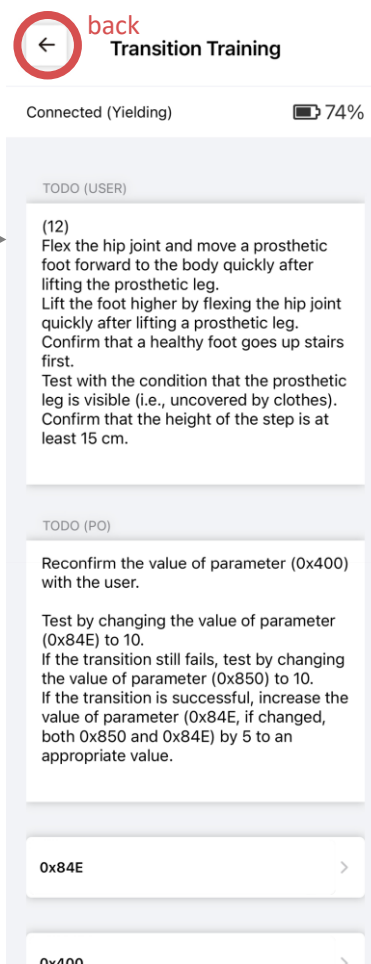 back
Transition Training
Connected (Yielding) 74%
TODO (USER)
(12)
Flex the hip joint and move a prosthetic
foot forward to the body quickly after
lifting the prosthetic leg.
Lift the foot higher by flexing the hip joint
quickly after lifting a prosthetic leg.
Confirm that a healthy foot goes up stairs
first.
Test with the condition that the prosthetic
leg is visible (i.e., uncovered by clothes).
Confirm that the height of the step is at
least 15 cm.
TODO (PO)
Reconfirm the value of parameter (0x400)
with the user.
Test by changing the value of parameter
(0x84E) to 10.
If the transition still fails, test by changing
the value of parameter (0x850) to 10.
If the transition is successful, increase the
value of parameter (0x84E, if changed,
both 0x850 and 0x84E) by 5 to an
appropriate value.
0x84E
0x400